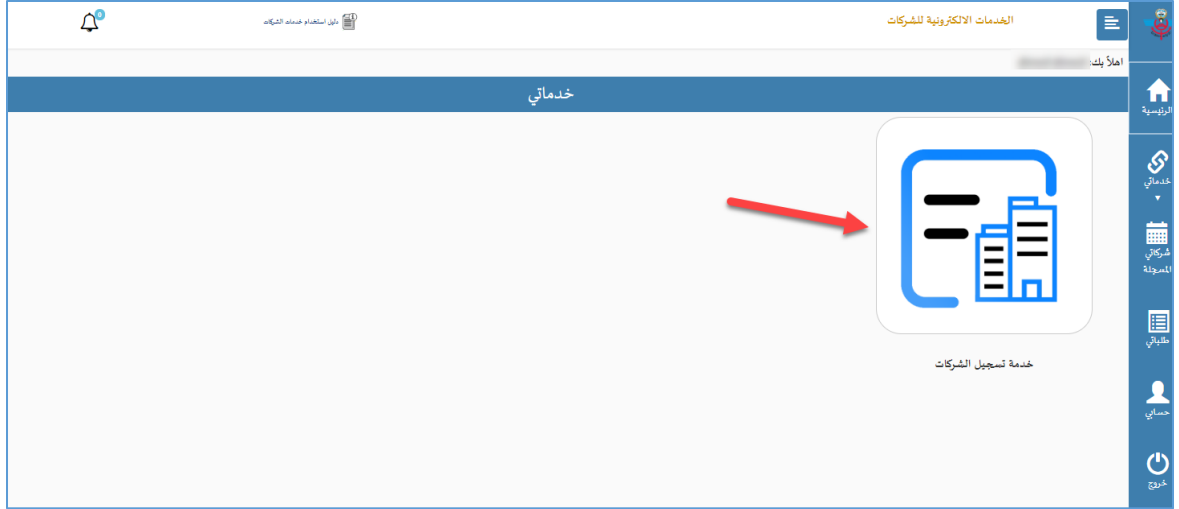 الخدمات الالكترونية للشركات
دليل استخدام خدمات الشركات
0
اهلاً بك:
خدماتي
الرئيسية
خدماتي
شركاتي
المسجلة
طلباتي
حسابي
خروج
خدمة تسجيل الشركات